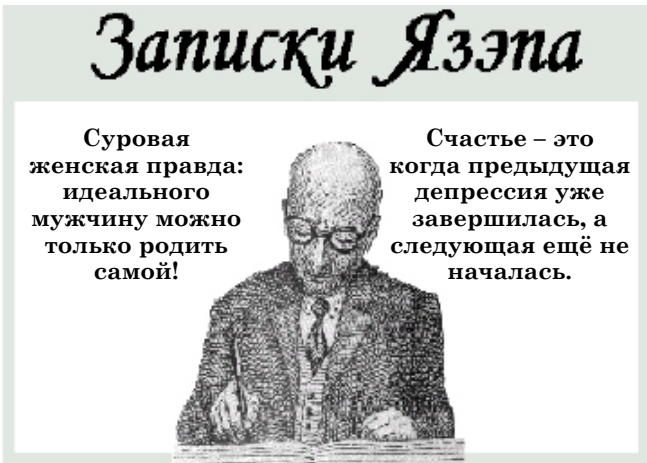 Записки Язэпа
Суровая
женская правда:
идеального
мужчину можно
только родить
самой!
Счастье – это
когда предыдущая
депрессия уже
завершилась, а
следующая ещё не
началась.